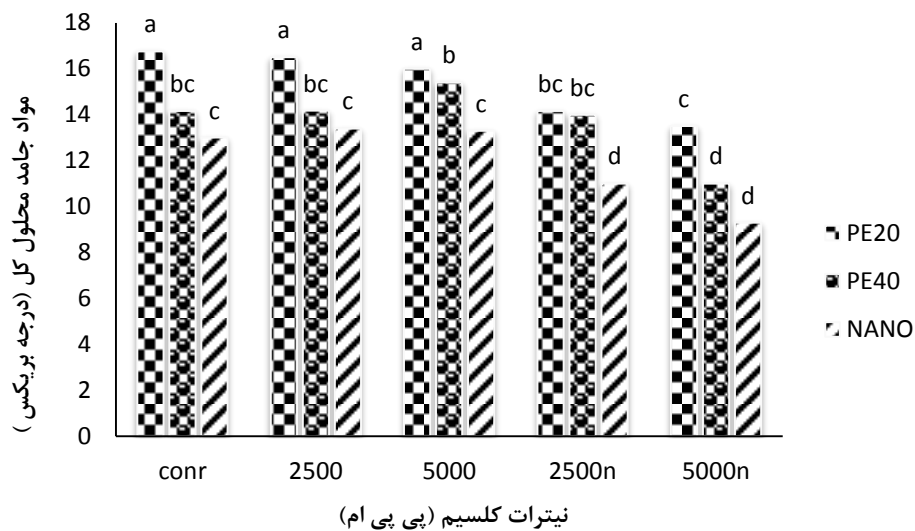 مواد جامد محلول کل (درجه بریکس )
18
16
14
12
10
8
6
4
2
0
a
bc
c
a
bc
c
a
b
c
bc
bc
d
c
d
d
conr
2500
5000
2500n
5000n
نیترات کلسیم (پی پی ام)
PE20
PE40
NANO